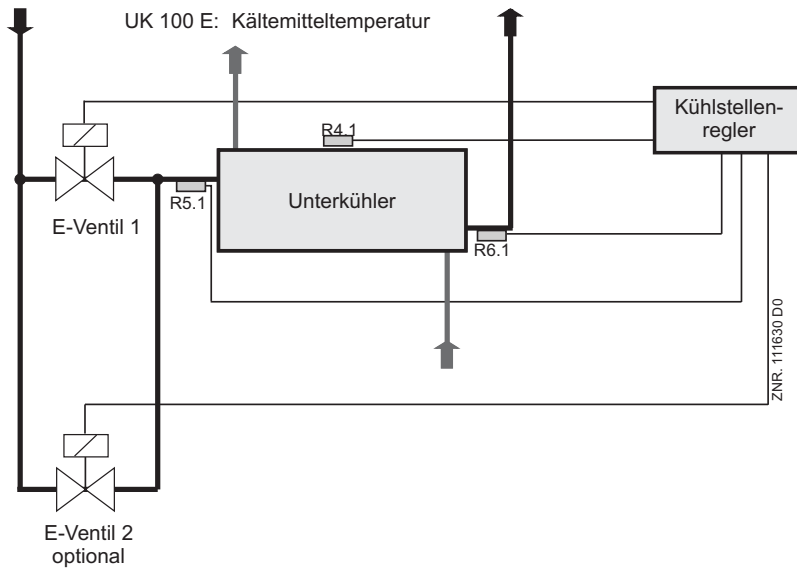 UK 100 E: Kältemitteltemperatur
Kühlstellen-
regler
R4.1
R5.1
Unterkühler
E-Ventil 1
R6.1
ZNR. 111630 D0
E-Ventil 2
optional